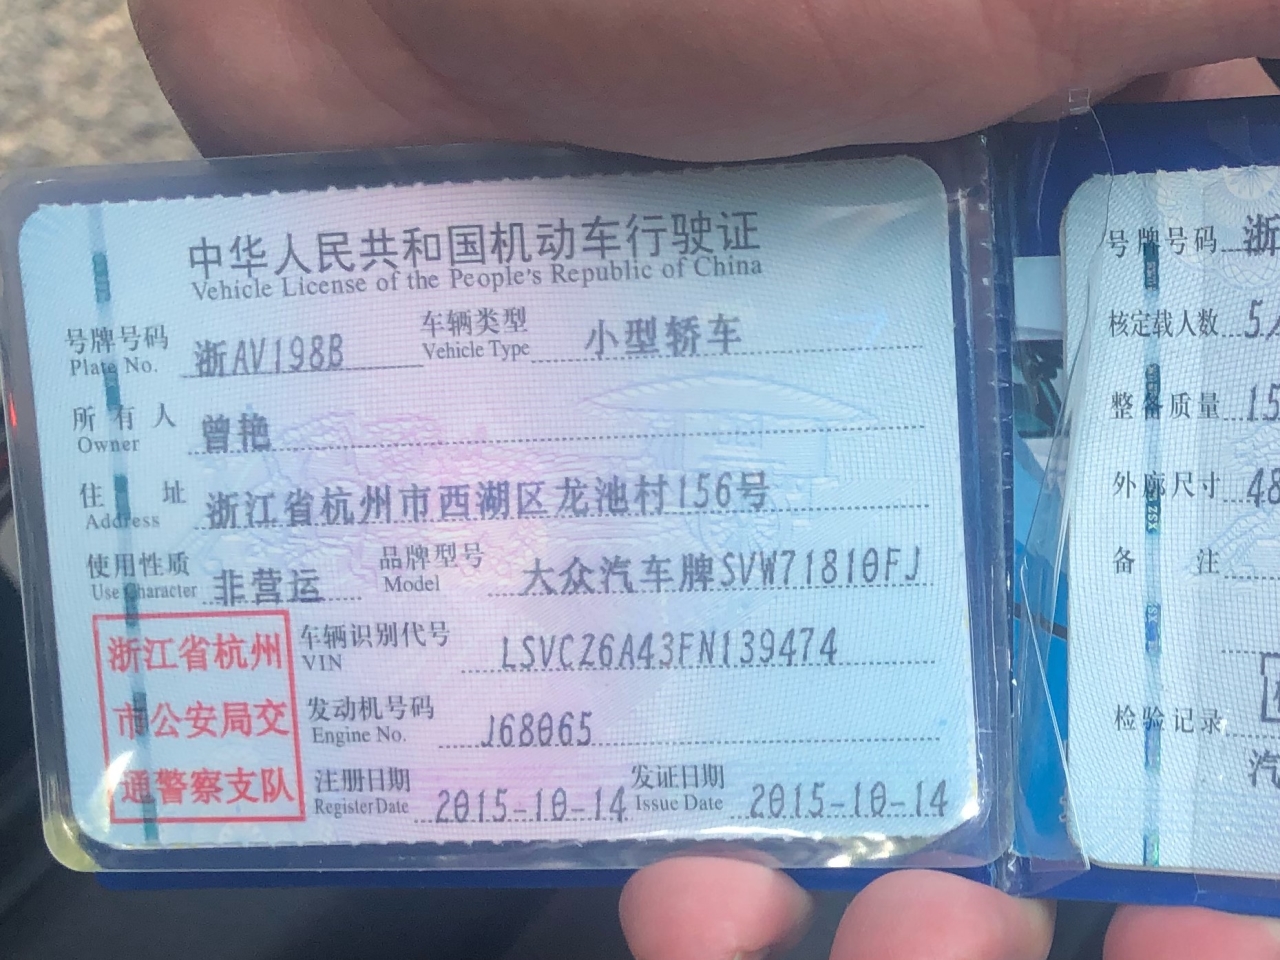 中华人民共和国机动车行驶证
Vehicle License of the People's Republic of China
号牌号码 浙AV198B 车辆类型 小型轿车
Plate No. Vehicle Type
所有人 曾艳
Owner
住址 浙江省杭州市西湖区龙池村156号
Address
使用性质 非营运 品牌型号 大众汽车牌SVW71810FJ
Use Character Model
浙江省杭州
市公安局交
通警察支队
车辆识别代号 LSVCZ6A43FN139474
VIN
发动机号码 J68065
Engine No.
注册日期 2015-10-14 发证日期 2015-10-14
Register Date Issue Date
号牌号码 浙
核定载人数 5
整备质量 15
外廓尺寸 48
备注
检验记录
汽